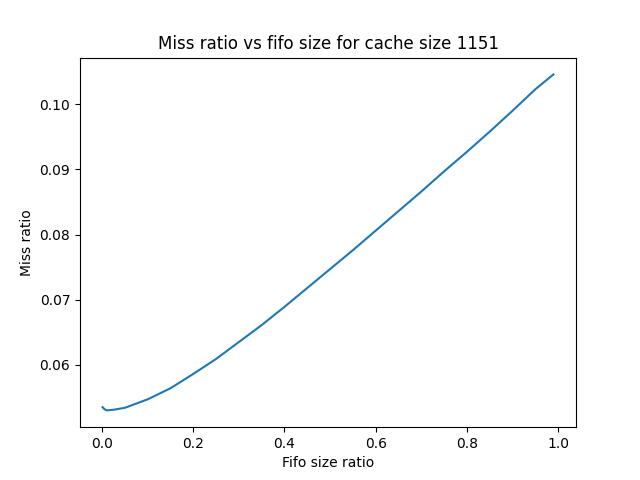 Miss ratio vs fifo size for cache size 1151
0.10
0.09
0.08
0.07
0.06
Miss ratio
0.0 0.2 0.4 0.6 0.8 1.0
Fifo size ratio